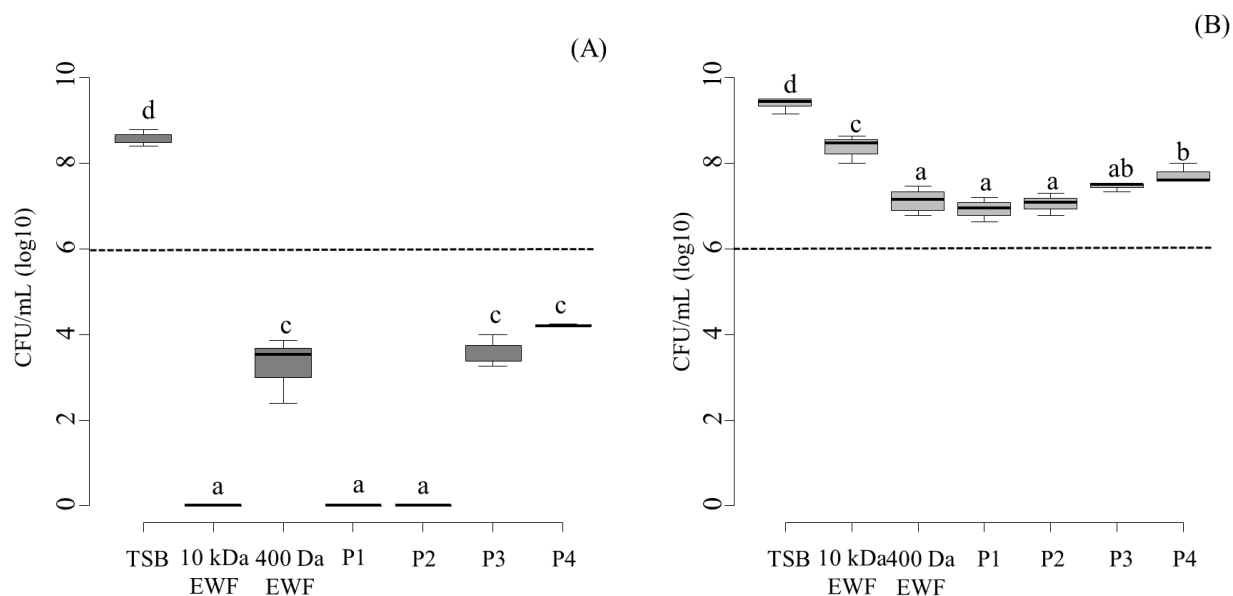 (A)
CFU/mL (log10)
10
8
6
4
2
0
d
a
c
a
a
c
c
TSB 10 kDa 400 Da P1 P2 P3 P4
EWF EWF
(B)
CFU/mL (log10)
10
8
6
4
2
0
d
c
a
a
a
ab
b
TSB 10 kDa 400 Da P1 P2 P3 P4
EWF EWF